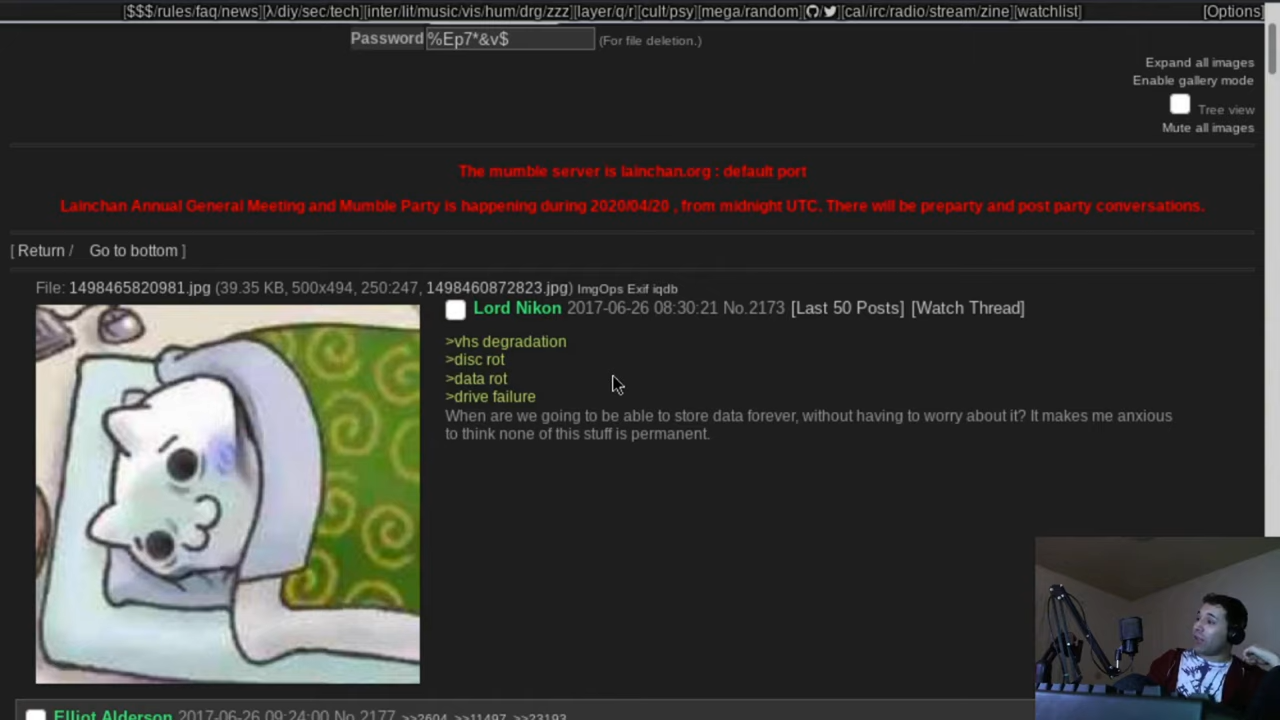 [$$$/rules/faq/news][λ/diy/sec/tech][inter/lit/music/vis/hum/drg/zzz][layer/q/r][cult/psy][mega/random][cal/irc/radio/stream/zine][watchlist] [Options]
Password %Ep7*&v$ (For file deletion.)
Expand all images
Enable gallery mode
Tree view
Mute all images
The mumble server is lainchan.org : default port
Lainchan Annual General Meeting and Mumble Party is happening during 2020/04/20 , from midnight UTC. There will be preparty and post party conversations.
[ Return / Go to bottom ]
File: 1498465820981.jpg (39.35 KB, 500x494, 250:247, 1498460872823.jpg) ImgOps Exif iqdb
Lord Nikon 2017-06-26 08:30:21 No.2173 [Last 50 Posts] [Watch Thread]
>vhs degradation
>disc rot
>data rot
>drive failure
When are we going to be able to store data forever, without having to worry about it? It makes me anxious
to think none of this stuff is permanent.
Elliot Alderson 2017-06-26 09:24:00 No.2177 >>2604 >>11497 >>23193